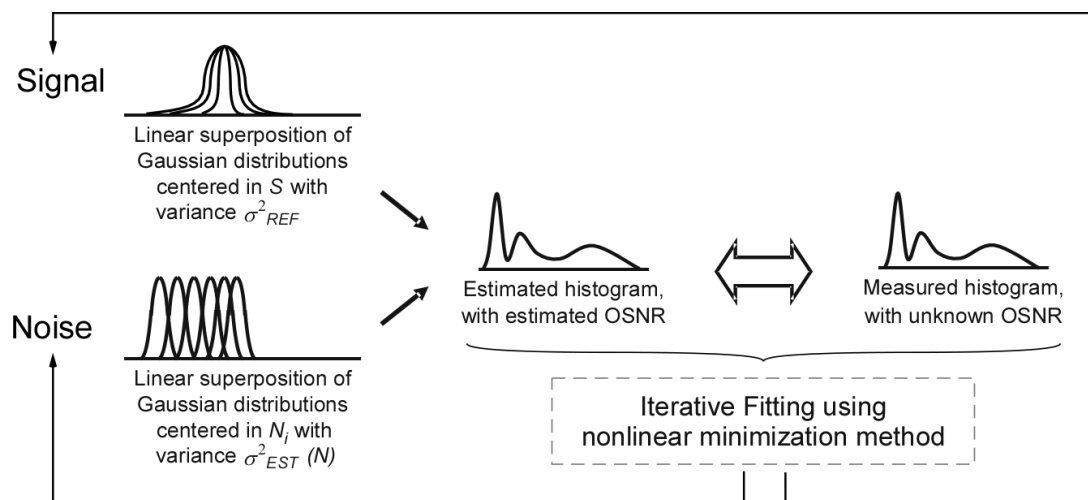 Signal
Linear superposition of
Gaussian distributions
centered in S with
variance σ²REF
Noise
Linear superposition of
Gaussian distributions
centered in Ni with
variance σ²EST (N)
Estimated histogram,
with estimated OSNR
Measured histogram,
with unknown OSNR
Iterative Fitting using
nonlinear minimization method